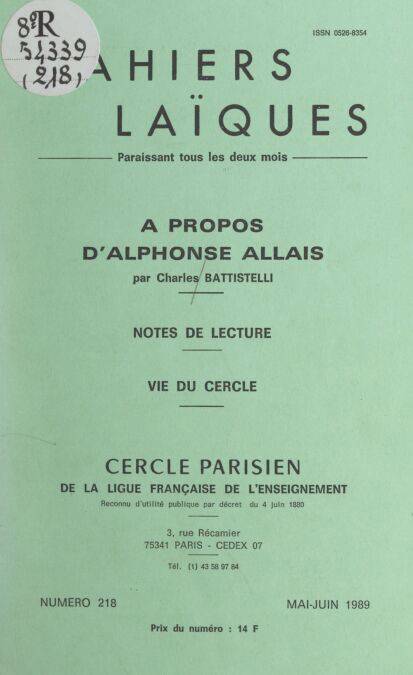 8°R
54339
(218)
ISSN 0526-8354
AHIERS
LAÏQUES
Paraissant tous les deux mois
A PROPOS
D'ALPHONSE ALLAIS
par Charles BATTISTELLI
NOTES DE LECTURE
VIE DU CERCLE
CERCLE PARISIEN
DE LA LIGUE FRANÇAISE DE L'ENSEIGNEMENT
Reconnu d'utilité publique par décret du 4 juin 1880
3, rue Récamier
75341 PARIS - CEDEX 07
Tél. (1) 43 58 97 84
NUMERO 218
MAI-JUIN 1989
Prix du numéro : 14 F